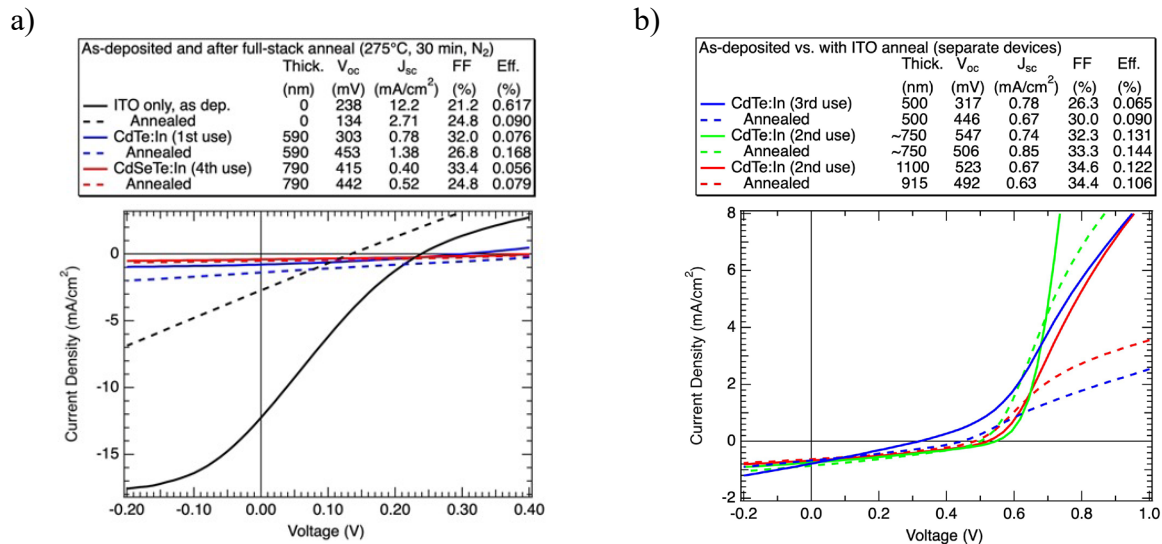 a)
As-deposited and after full-stack anneal (275°C, 30 min, N2)
Thick. Voc Jsc FF Eff.
(nm) (mV) (mA/cm2) (%) (%)
ITO only, as dep. 0 238 12.2 21.2 0.617
Annealed 0 134 2.71 24.8 0.090
CdTe:In (1st use) 590 303 0.78 32.0 0.076
Annealed 590 453 1.38 26.8 0.168
CdSeTe:In (4th use) 790 415 0.40 33.4 0.056
Annealed 790 442 0.52 24.8 0.079
0
-5
-10
-15
Current Density (mA/cm2)
-0.20 0.00 0.10 0.20 0.30 0.40
Voltage (V)
b)
As-deposited vs. with ITO anneal (separate devices)
Thick. Voc Jsc FF Eff.
(nm) (mV) (mA/cm2) (%) (%)
CdTe:In (3rd use) 500 317 0.78 26.3 0.065
Annealed 500 446 0.67 30.0 0.090
CdTe:In (2nd use) ~750 547 0.74 32.3 0.131
Annealed ~750 506 0.85 33.3 0.144
CdTe:In (2nd use) 1100 523 0.67 34.6 0.122
Annealed 915 492 0.63 34.4 0.106
8
6
4
2
0
-2
Current Density (mA/cm2)
-0.2 0.0 0.2 0.4 0.6 0.8 1.0
Voltage (V)